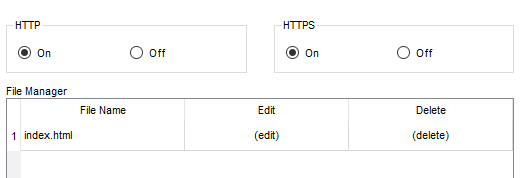 HTTP HTTPS
On Off On Off
File Manager
File Name Edit Delete
1 index.html (edit) (delete)